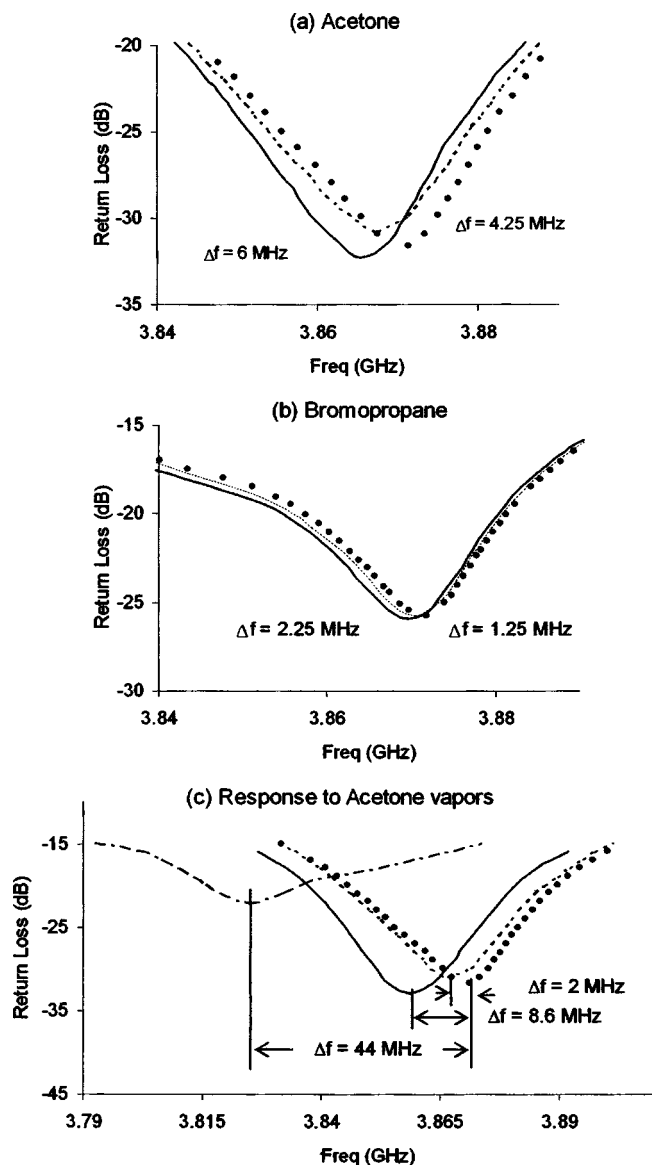 (a) Acetone
-20
-25
-30
-35
Return Loss (dB)
Δf = 6 MHz
Δf = 4.25 MHz
3.84
3.86
3.88
Freq (GHz)
(b) Bromopropane
-15
-20
-25
-30
Return Loss (dB)
Δf = 2.25 MHz
Δf = 1.25 MHz
3.84
3.86
3.88
Freq (GHz)
(c) Response to Acetone vapors
-15
-25
-35
-45
Return Loss (dB)
Δf = 2 MHz
Δf = 8.6 MHz
Δf = 44 MHz
3.79
3.815
3.84
3.865
3.89
Freq (GHz)